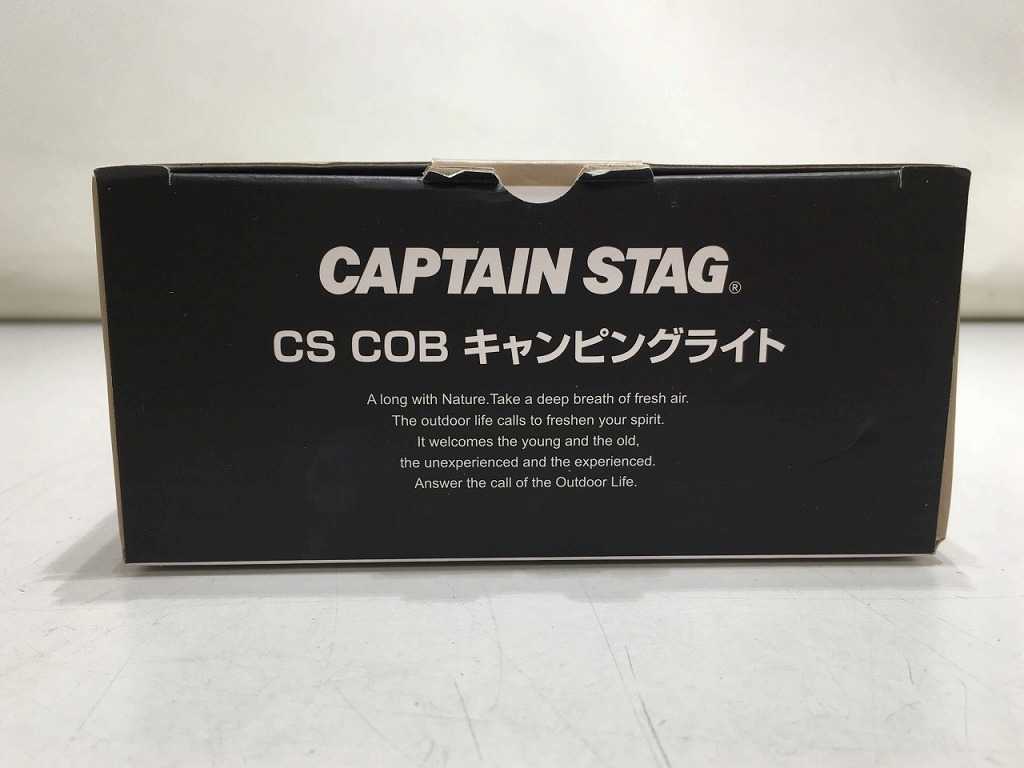 CAPTAIN STAG®
CS COB キャンピングライト
A long with Nature.Take a deep breath of fresh air.
The outdoor life calls to freshen your spirit.
It welcomes the young and the old,
the unexperienced and the experienced.
Answer the call of the Outdoor Life.